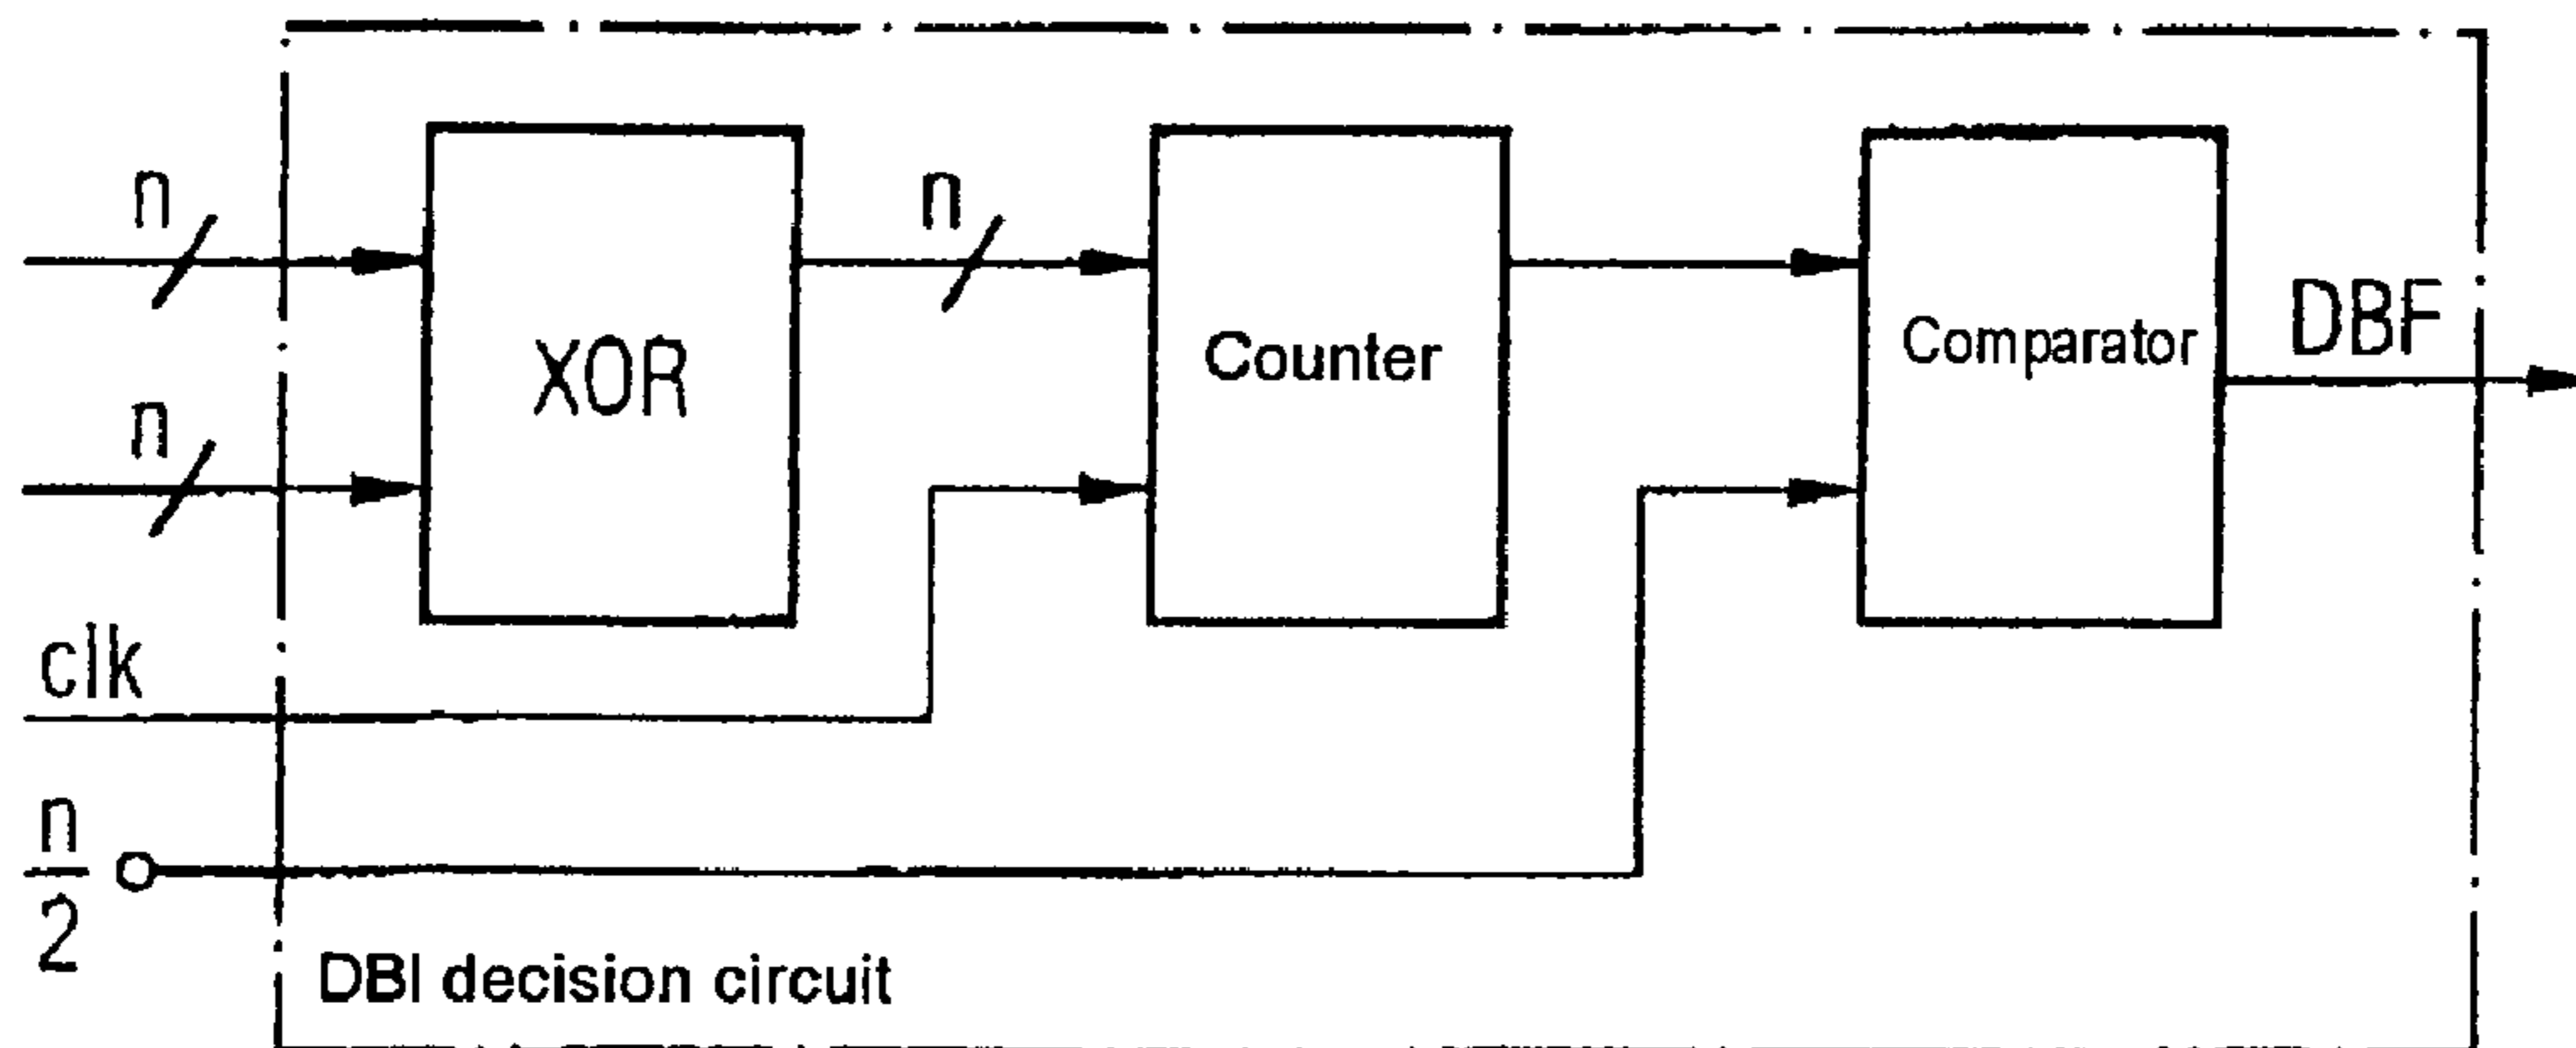 n
n
XOR
Counter
Comparator
DBF
n
clk
n
2
DBI decision circuit